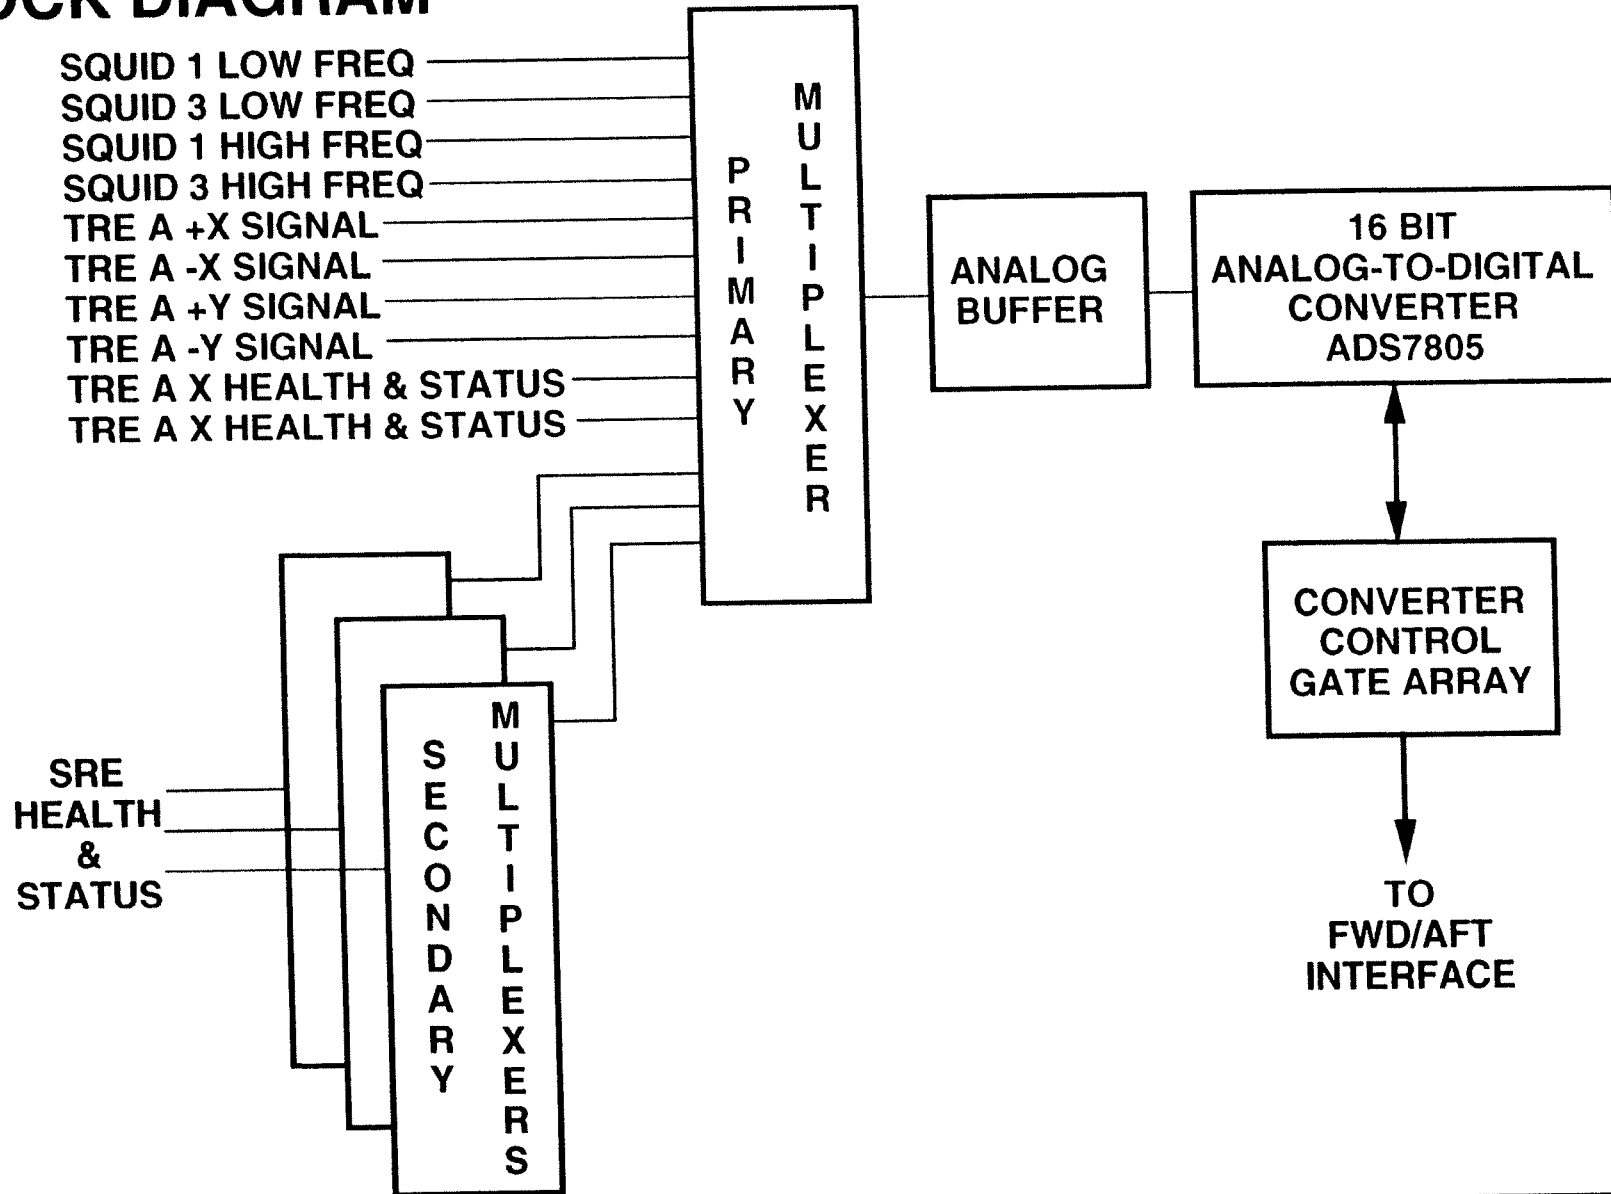 DIAGRAM
SQUID 1 LOW FREQ
SQUID 3 LOW FREQ
SQUID 1 HIGH FREQ
SQUID 3 HIGH FREQ
TRE A +X SIGNAL
TRE A -X SIGNAL
TRE A +Y SIGNAL
TRE A -Y SIGNAL
TRE A X HEALTH & STATUS
TRE A X HEALTH & STATUS
PRIMARY
MULTIPLEXER
ANALOG
BUFFER
16 BIT
ANALOG-TO-DIGITAL
CONVERTER
ADS7805
CONVERTER
CONTROL
GATE ARRAY
TO
FWD/AFT
INTERFACE
SRE
HEALTH
&
STATUS
SECONDARY
MULTIPLEXERS